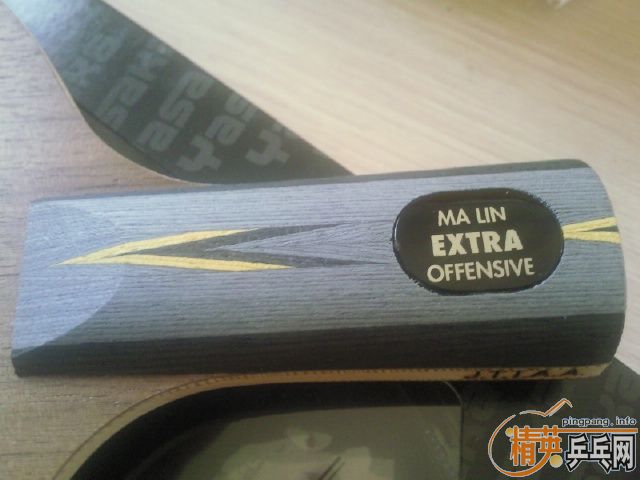 MA LIN
EXTRA
OFFENSIVE
J.T.T.A.A
pingpang.info
精英乒乓网